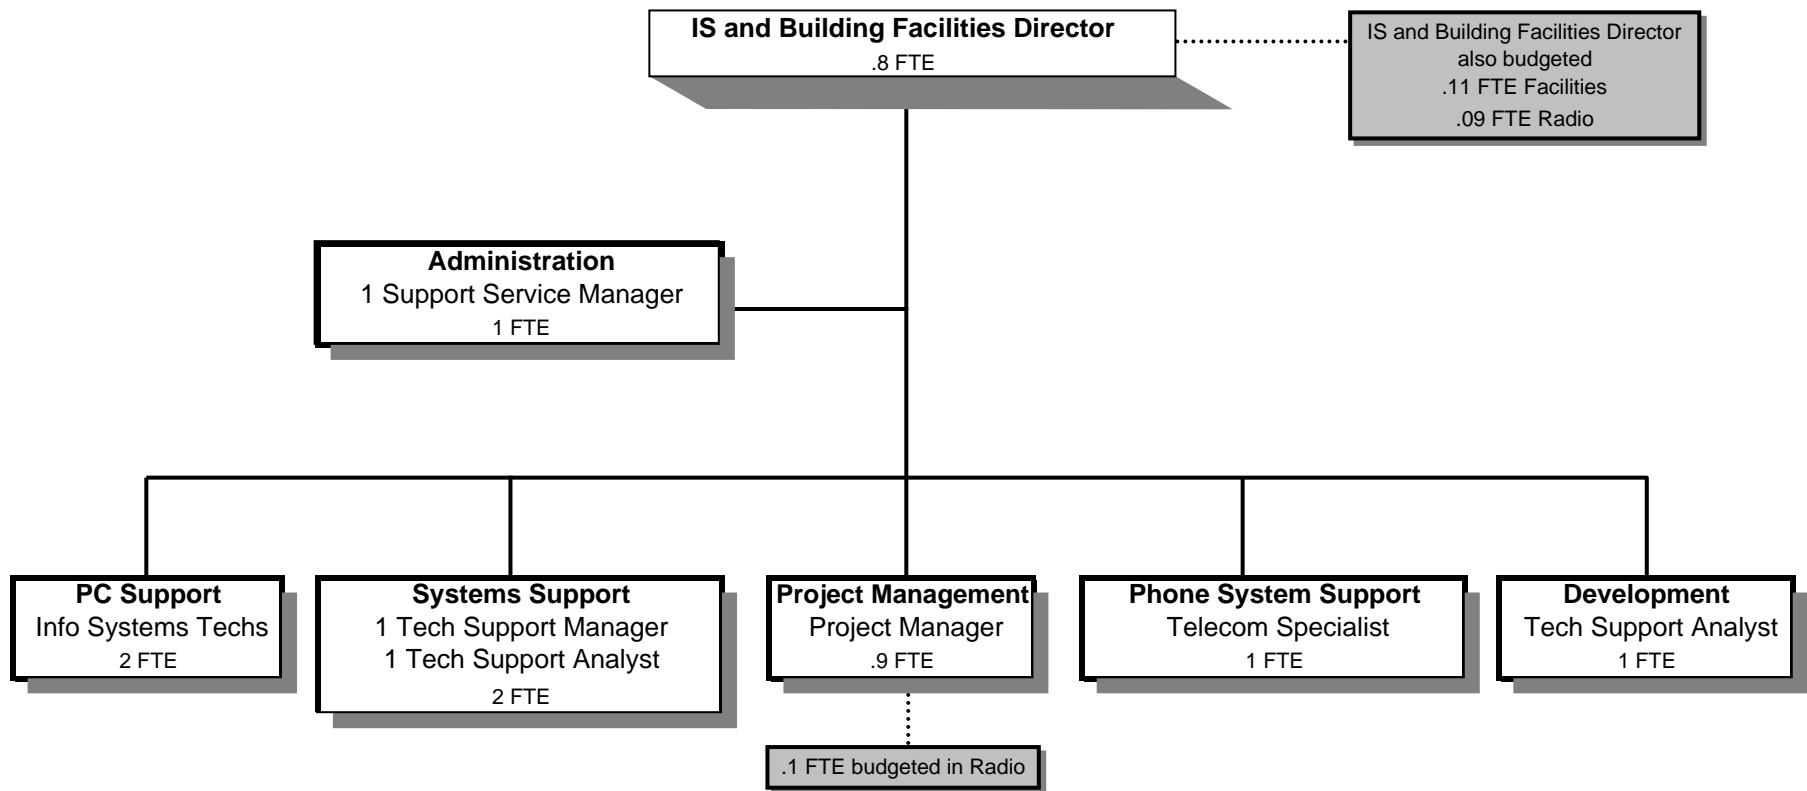 IS and Building Facilities Director
.8 FTE
IS and Building Facilities Director
also budgeted
.11 FTE Facilities
.09 FTE Radio
Administration
1 Support Service Manager
1 FTE
PC Support
Info Systems Techs
2 FTE
Systems Support
1 Tech Support Manager
1 Tech Support Analyst
2 FTE
Project Management
Project Manager
.9 FTE
Phone System Support
Telecom Specialist
1 FTE
Development
Tech Support Analyst
1 FTE
.1 FTE budgeted in Radio